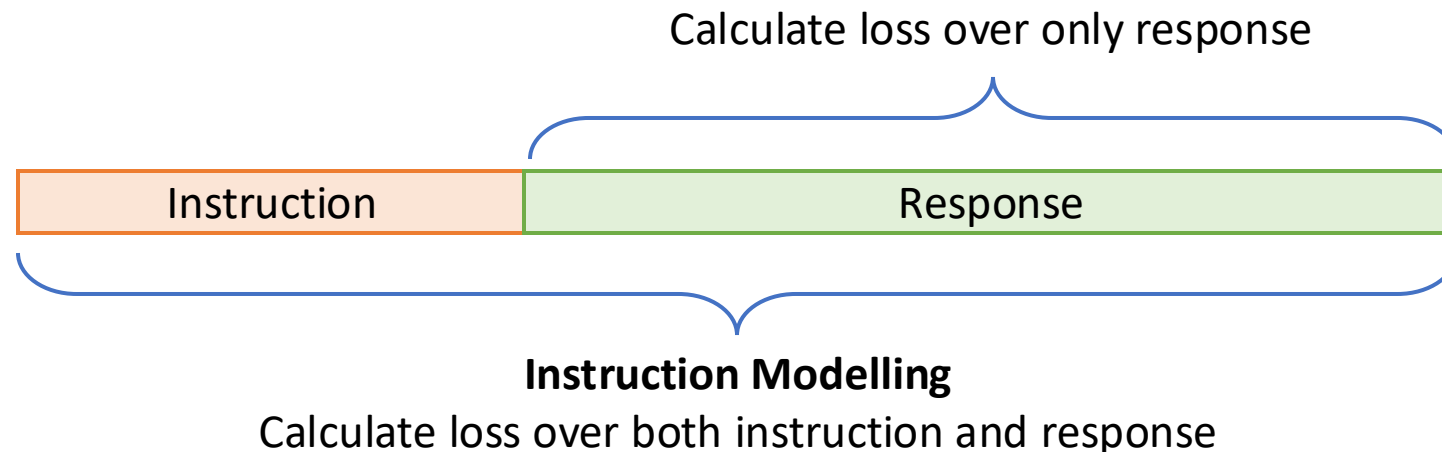 Calculate loss over only response
Instruction Response
Instruction Modelling
Calculate loss over both instruction and response